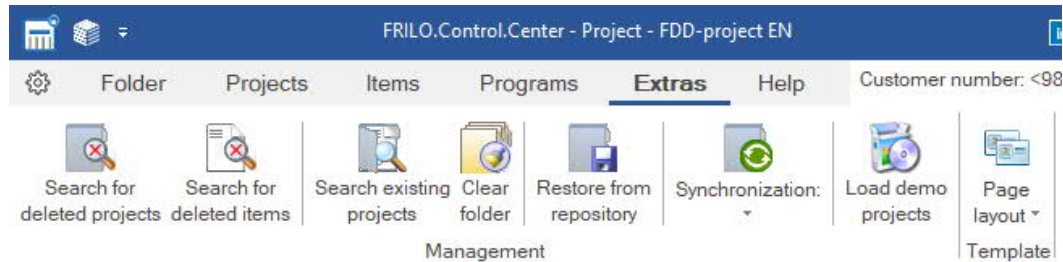 FRILO.Control.Center - Project - FDD-project EN
in
Folder Projects Items Programs Extras Help Customer number: <98
Search for
deleted projects
Search for
deleted items
Search existing
projects
Clear
folder
Restore from
repository
Synchronization:
Load demo
projects
Page
layout
Management
Template